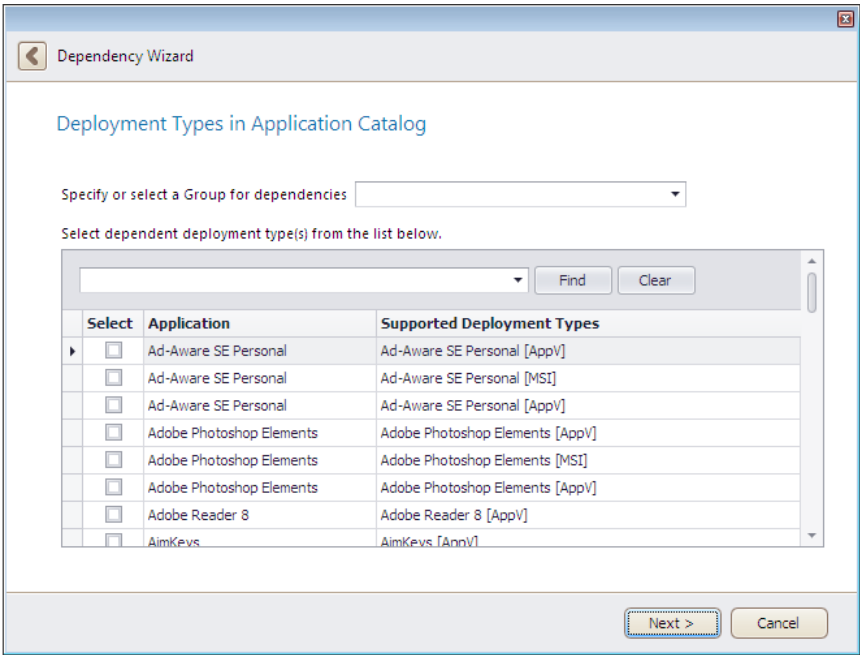 Dependency Wizard
Deployment Types in Application Catalog
Specify or select a Group for dependencies
Select dependent deployment type(s) from the list below.
Find Clear
Select Application Supported Deployment Types
Ad-Aware SE Personal Ad-Aware SE Personal [AppV]
Ad-Aware SE Personal Ad-Aware SE Personal [MSI]
Ad-Aware SE Personal Ad-Aware SE Personal [AppV]
Adobe Photoshop Elements Adobe Photoshop Elements [AppV]
Adobe Photoshop Elements Adobe Photoshop Elements [MSI]
Adobe Photoshop Elements Adobe Photoshop Elements [AppV]
Adobe Reader 8 Adobe Reader 8 [AppV]
AimKeys AimKeys [AppV]
Next > Cancel